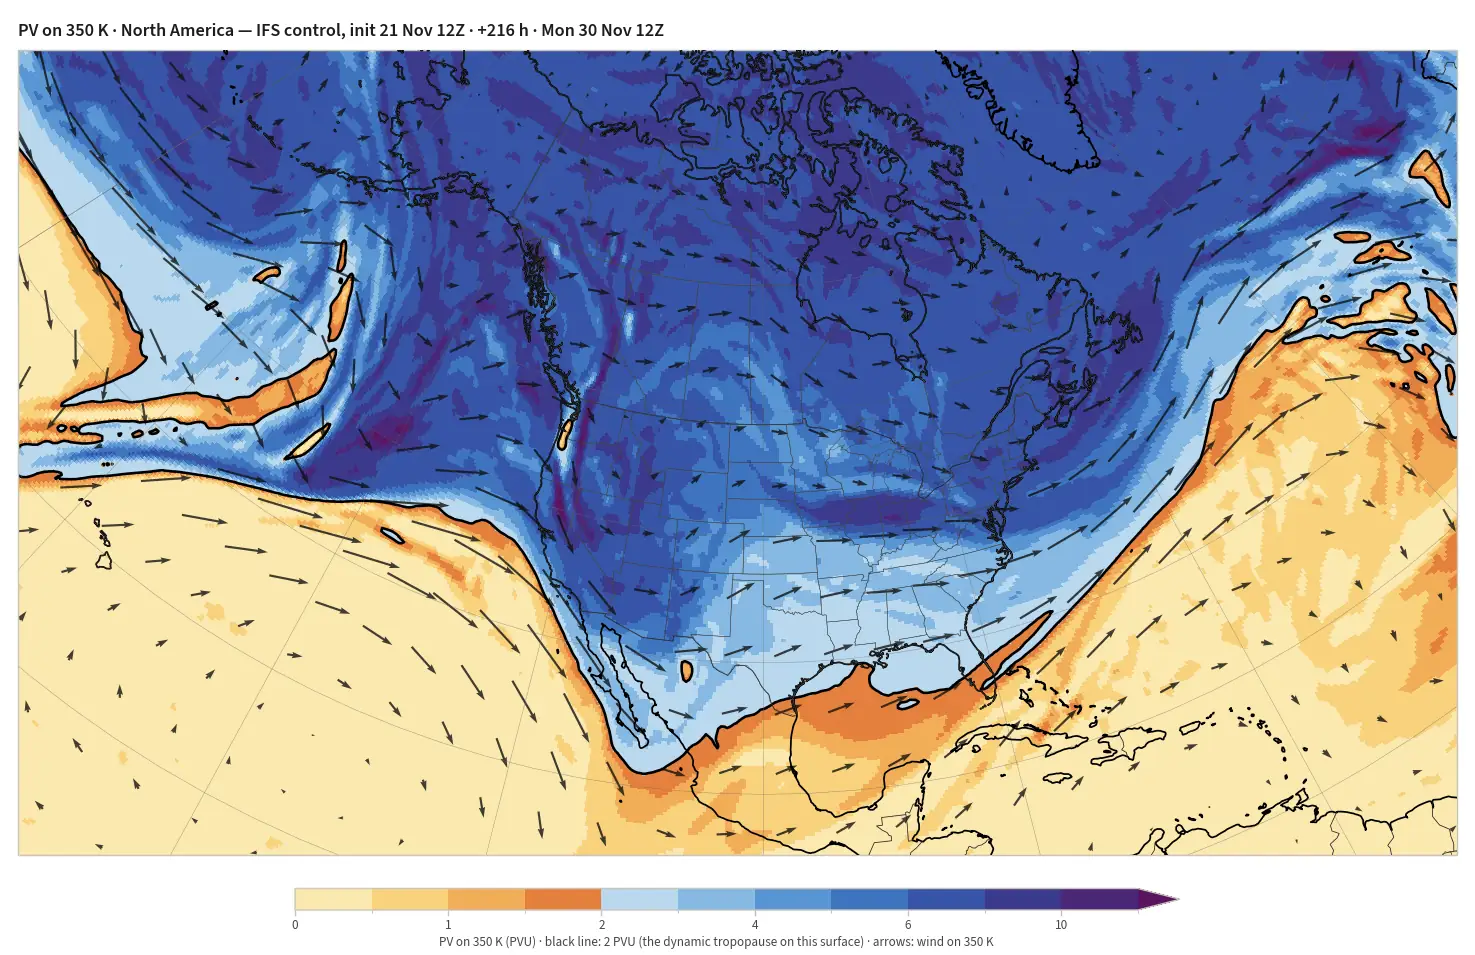 PV on 350 K · North America — IFS control, init 21 Nov 12Z · +216 h · Mon 30 Nov 12Z
0 1 2 4 6 10
PV on 350 K (PVU) · black line: 2 PVU (the dynamic tropopause on this surface) · arrows: wind on 350 K